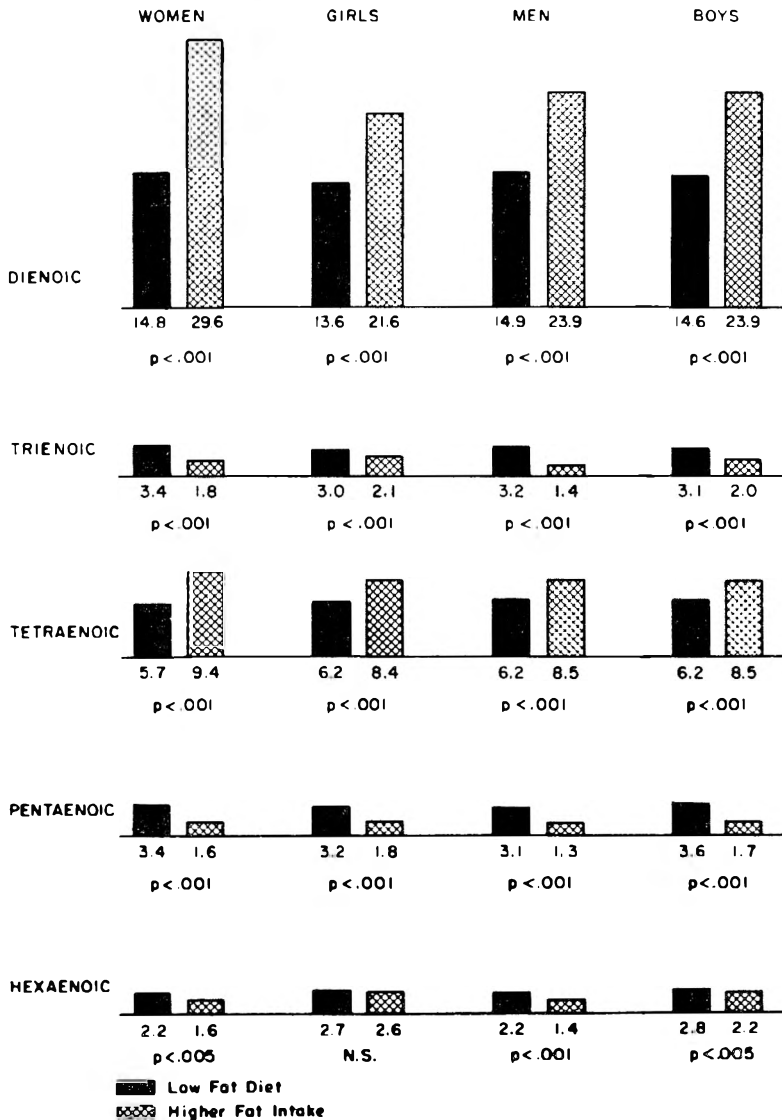 WOMEN GIRLS MEN BOYS
DIENOIC
14.8 29.6 13.6 21.6 14.9 23.9 14.6 23.9
p<.001 p<.001 p<.001 p<.001
TRIENOIC
3.4 1.8 3.0 2.1 3.2 1.4 3.1 2.0
p<.001 p<.001 p<.001 p<.001
TETRAENOIC
5.7 9.4 6.2 8.4 6.2 8.5 6.2 8.5
p<.001 p<.001 p<.001 p<.001
PENTAENOIC
3.4 1.6 3.2 1.8 3.1 1.3 3.6 1.7
p<.001 p<.001 p<.001 p<.001
HEXAENOIC
2.2 1.6 2.7 2.6 2.2 1.4 2.8 2.2
p<.005 N.S. p<.001 p<.005
Low Fat Diet
Higher Fat Intake